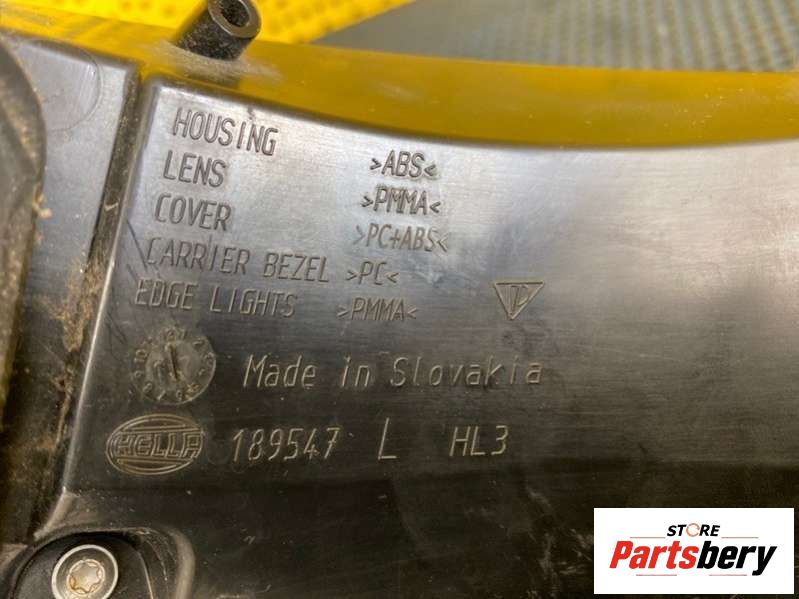 HOUSING >ABS<
LENS >PMMA<
COVER >PC+ABS<
CARRIER BEZEL >PC<
EDGE LIGHTS >PMMA<
Made in Slovakia
HELLA 189547 L HL3
STORE
Partsbery